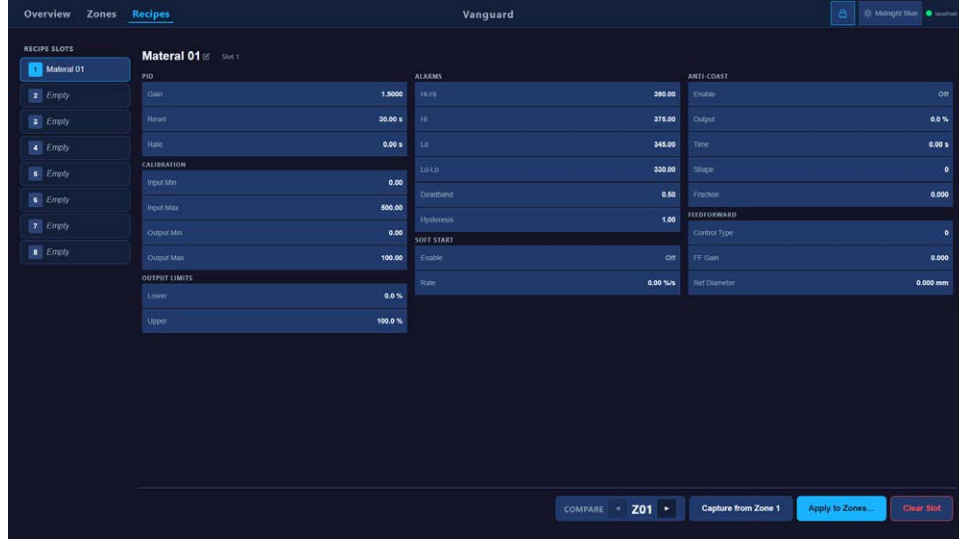 Overview Zones Recipes Vanguard Midnight Blue localhost
RECIPE SLOTS
1 Materal 01
2 Empty
3 Empty
4 Empty
5 Empty
6 Empty
7 Empty
8 Empty
Materal 01 Slot 1
PID
Gain 1.5000
Reset 30.00 s
Rate 0.00 s
CALIBRATION
Input Min 0.00
Input Max 500.00
Output Min 0.00
Output Max 100.00
OUTPUT LIMITS
Lower 0.0 %
Upper 100.0 %
ALARMS
Hi-Hi 390.00
Hi 375.00
Lo 345.00
Lo-Lo 330.00
Deadband 0.50
Hysteresis 1.00
SOFT START
Enable Off
Rate 0.00 %/s
ANTI-COAST
Enable Off
Output 0.0 %
Time 0.00 s
Shape 0
Fraction 0.000
FEEDFORWARD
Control Type 0
FF Gain 0.000
Ref Diameter 0.000 mm
COMPARE Z01 Capture from Zone 1 Apply to Zones... Clear Slot